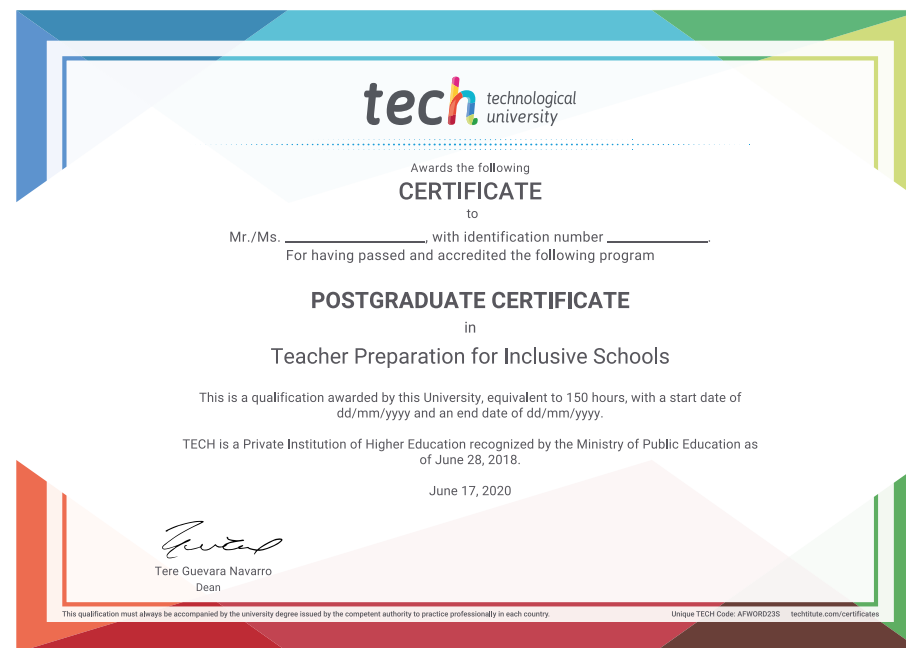 tech technological
university
Awards the following
CERTIFICATE
to
Mr./Ms. ____________________, with identification number ______________.
For having passed and accredited the following program
POSTGRADUATE CERTIFICATE
in
Teacher Preparation for Inclusive Schools
This is a qualification awarded by this University, equivalent to 150 hours, with a start date of
dd/mm/yyyy and an end date of dd/mm/yyyy.
TECH is a Private Institution of Higher Education recognized by the Ministry of Public Education as
of June 28, 2018.
June 17, 2020
Tere Guevara Navarro
Dean
This qualification must always be accompanied by the university degree issued by the competent authority to practice professionally in each country.
Unique TECH Code: AFWORD23S techtitute.com/certificates